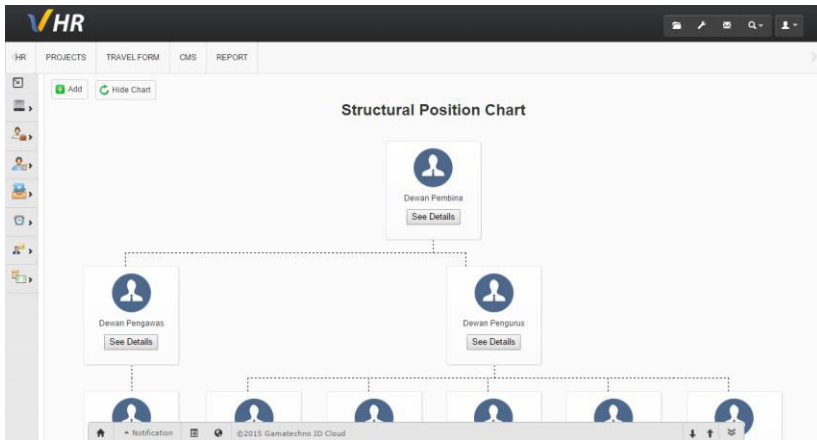 VHR
HR PROJECTS TRAVEL FORM CMS REPORT
Add Hide Chart
Structural Position Chart
Dewan Pembina
See Details
Dewan Pengawas
See Details
Dewan Pengurus
See Details
Notification ©2015 Gamatechno ID Cloud